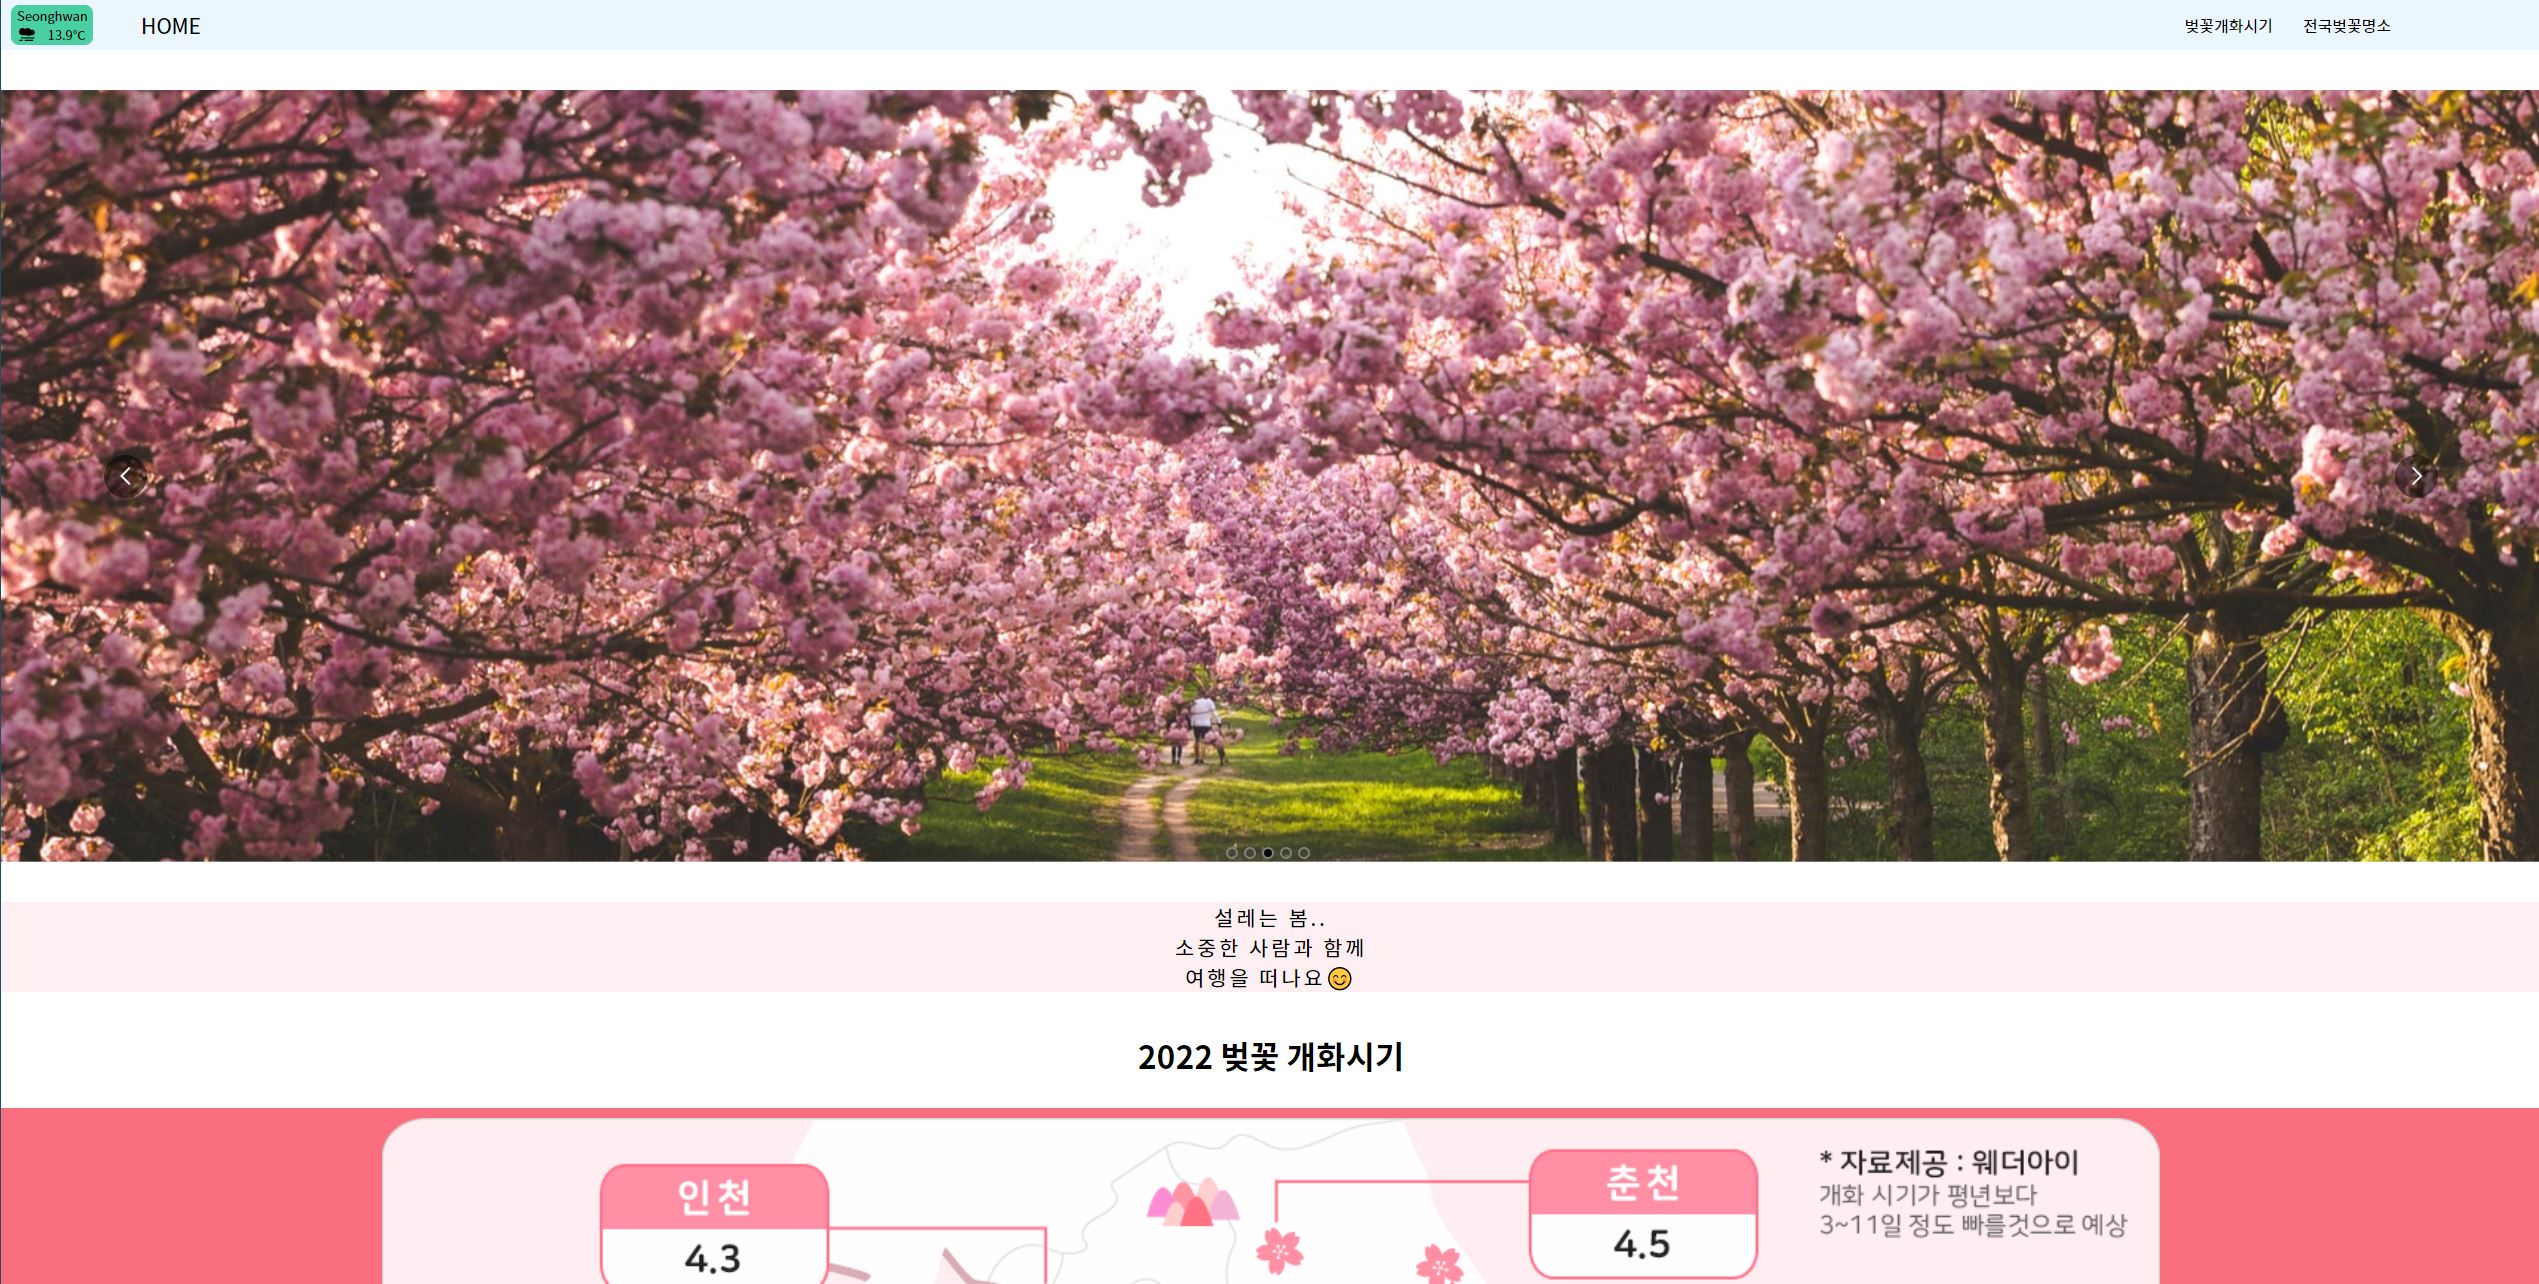 Seonghwan
13.9°C
HOME
벚꽃개화시기
전국벚꽃명소
설레는 봄..
소중한 사람과 함께
여행을 떠나요😊
2022 벚꽃 개화시기
인천
4.3
춘천
4.5
* 자료제공 : 웨더아이
개화 시기가 평년보다
3~11일 정도 빠를것으로 예상